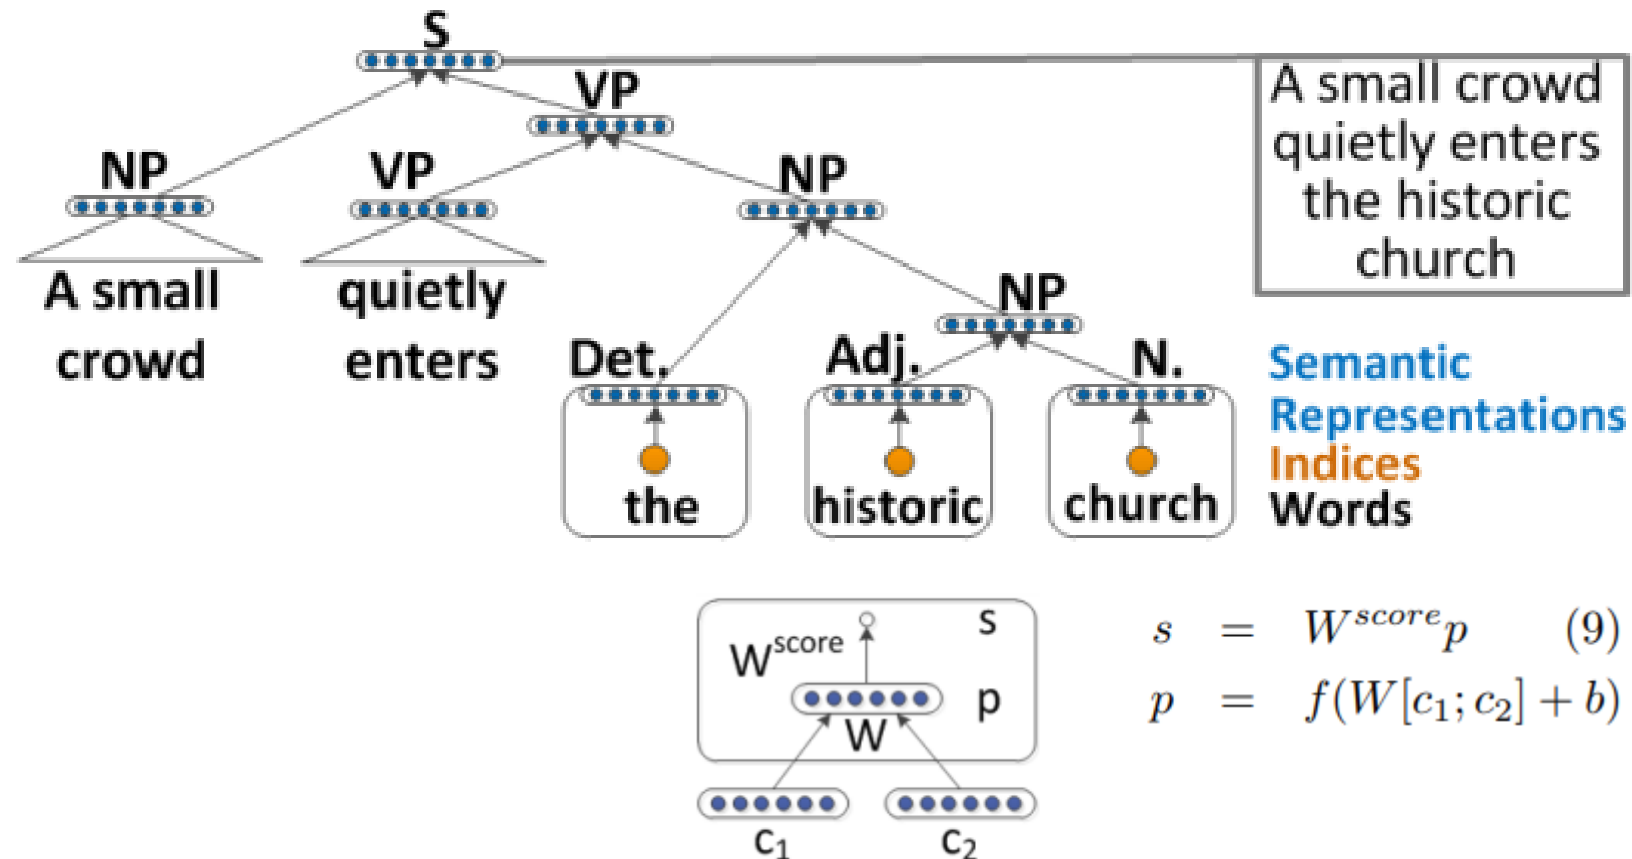 S
VP
NP
VP
NP
A small crowd
quietly enters
the historic
church
A small
crowd
quietly
enters
NP
Det.
Adj.
N.
the
historic
church
Semantic
Representations
Indices
Words
s
W^score
p
W
c₁
c₂
s = W^score p (9)
p = f(W[c₁; c₂] + b)